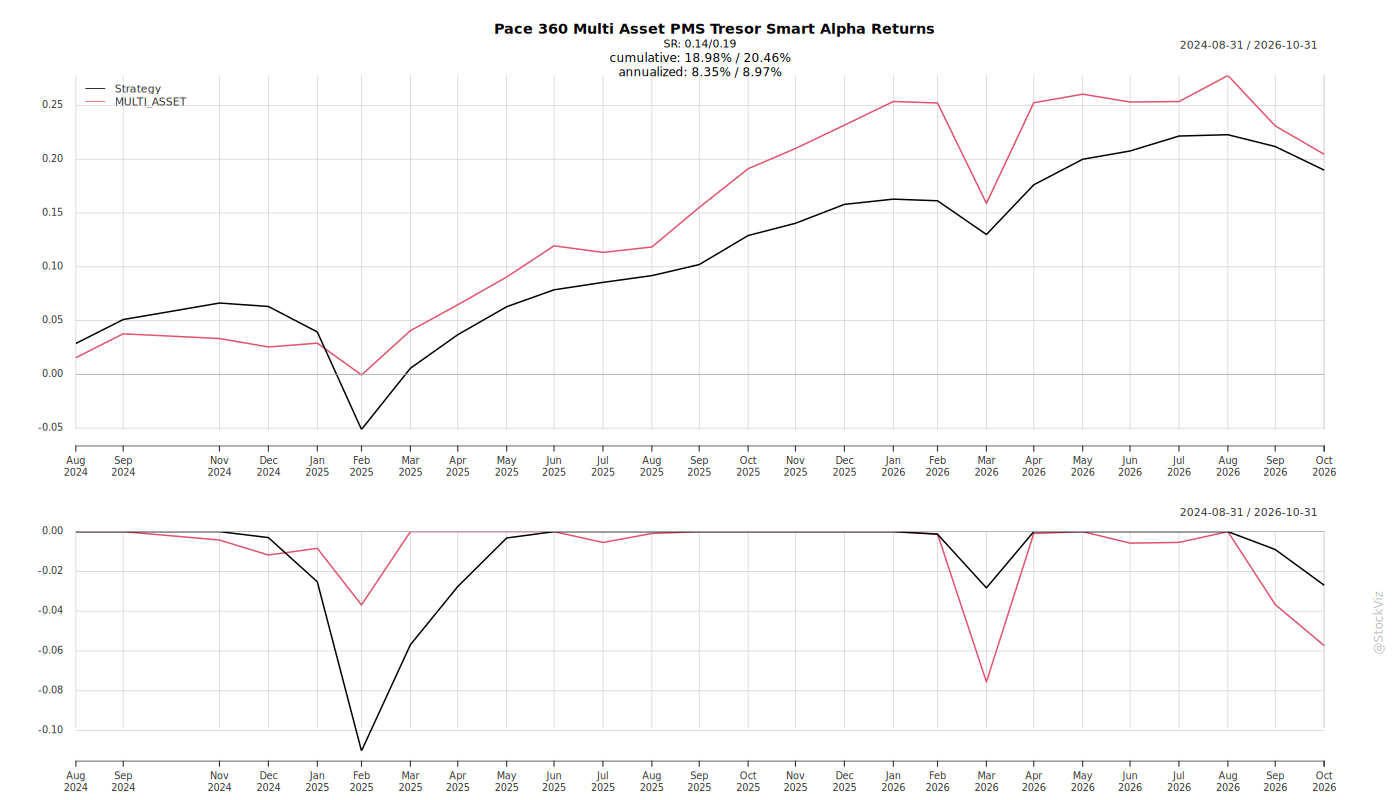 Pace 360 Multi Asset PMS Tresor Smart Alpha Returns
SR: 0.14/0.19
cumulative: 18.98% / 20.46%
annualized: 8.35% / 8.97%
2024-08-31 / 2026-10-31
Strategy
MULTI_ASSET
0.25
0.20
0.15
0.10
0.05
0.00
-0.05
Aug Sep Nov Dec Jan Feb Mar Apr May Jun Jul Aug Sep Oct Nov Dec Jan Feb Mar Apr May Jun Jul Aug Sep Oct
2024 2024 2024 2024 2025 2025 2025 2025 2025 2025 2025 2025 2025 2025 2025 2025 2026 2026 2026 2026 2026 2026 2026 2026 2026 2026
2024-08-31 / 2026-10-31
0.00
-0.02
-0.04
-0.06
-0.08
-0.10
Aug Sep Nov Dec Jan Feb Mar Apr May Jun Jul Aug Sep Oct Nov Dec Jan Feb Mar Apr May Jun Jul Aug Sep Oct
2024 2024 2024 2024 2025 2025 2025 2025 2025 2025 2025 2025 2025 2025 2025 2025 2026 2026 2026 2026 2026 2026 2026 2026 2026 2026
@StockViz